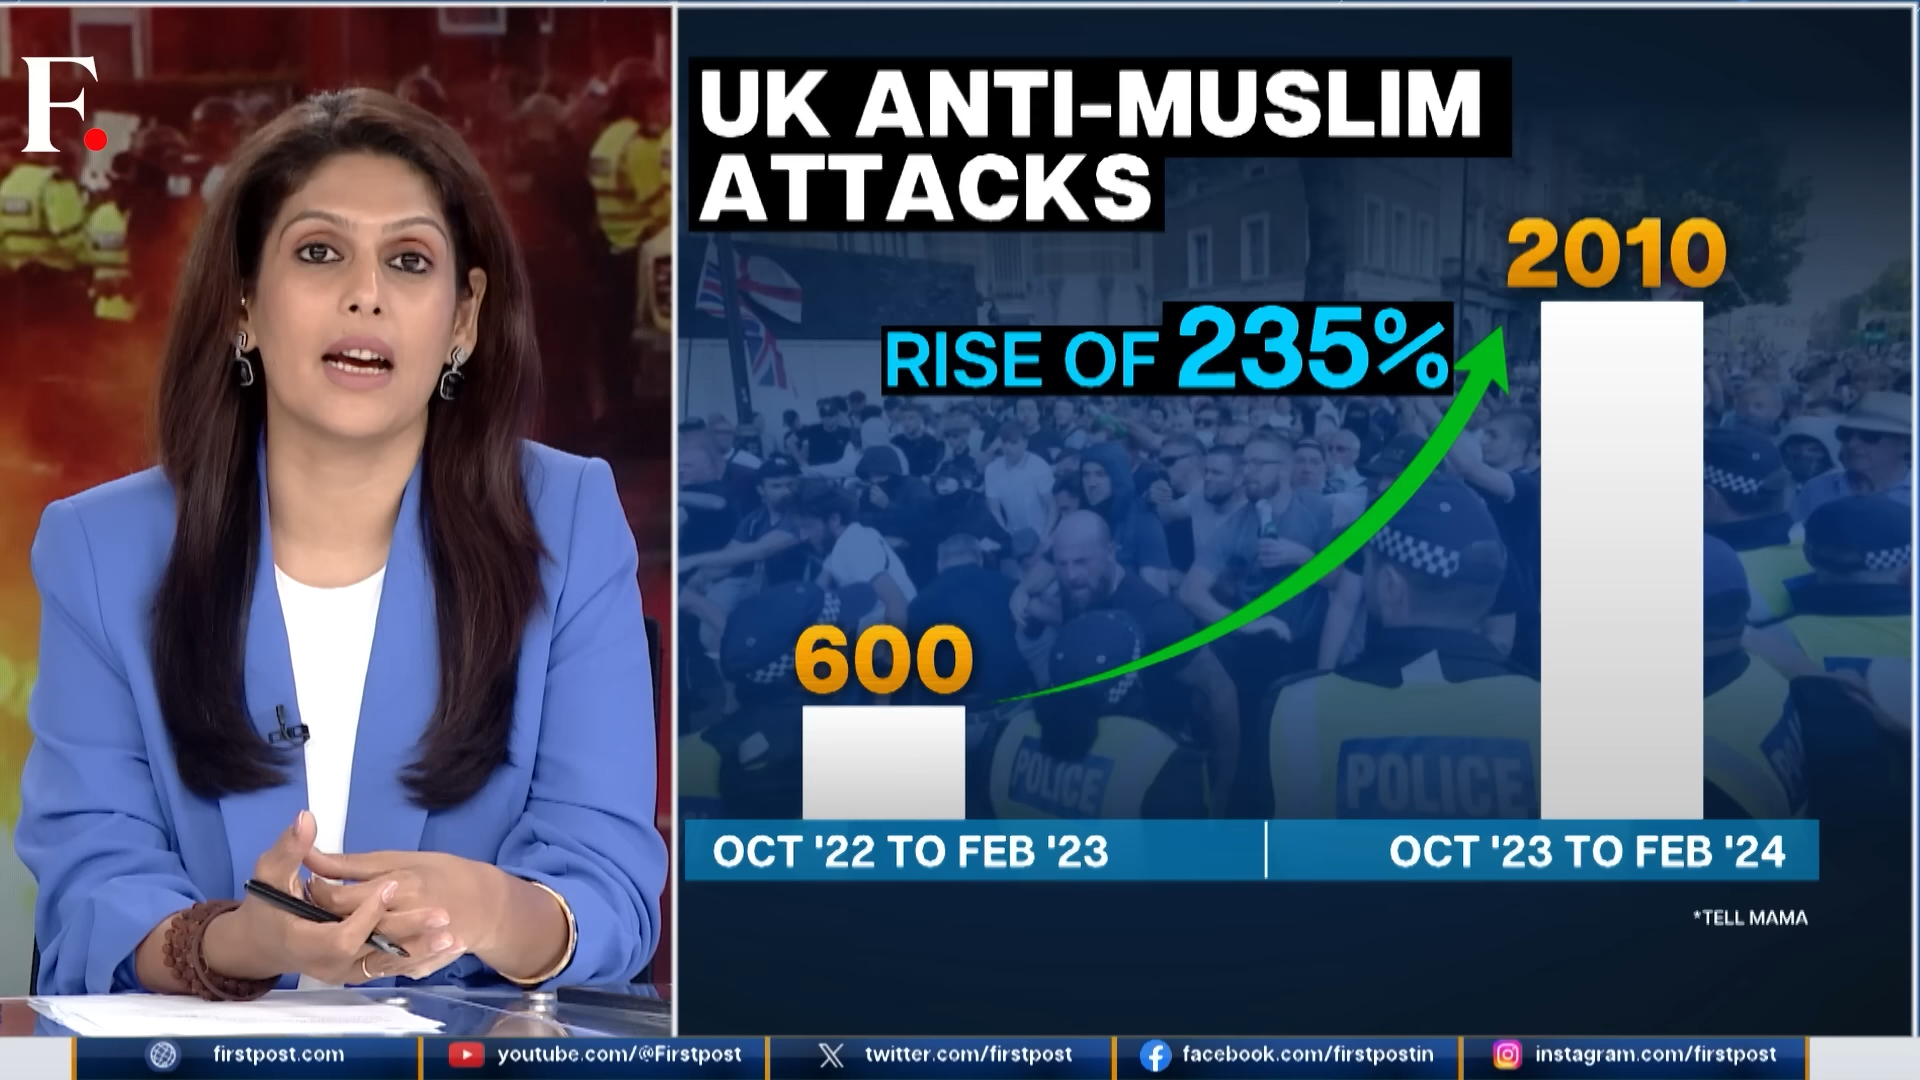 F.
UK ANTI-MUSLIM
ATTACKS
2010
RISE OF 235%
600
POLICE
POLICE
OCT '22 TO FEB '23
OCT '23 TO FEB '24
*TELL MAMA
firstpost.com
youtube.com/@Firstpost
twitter.com/firstpost
facebook.com/firstpostin
instagram.com/firstpost